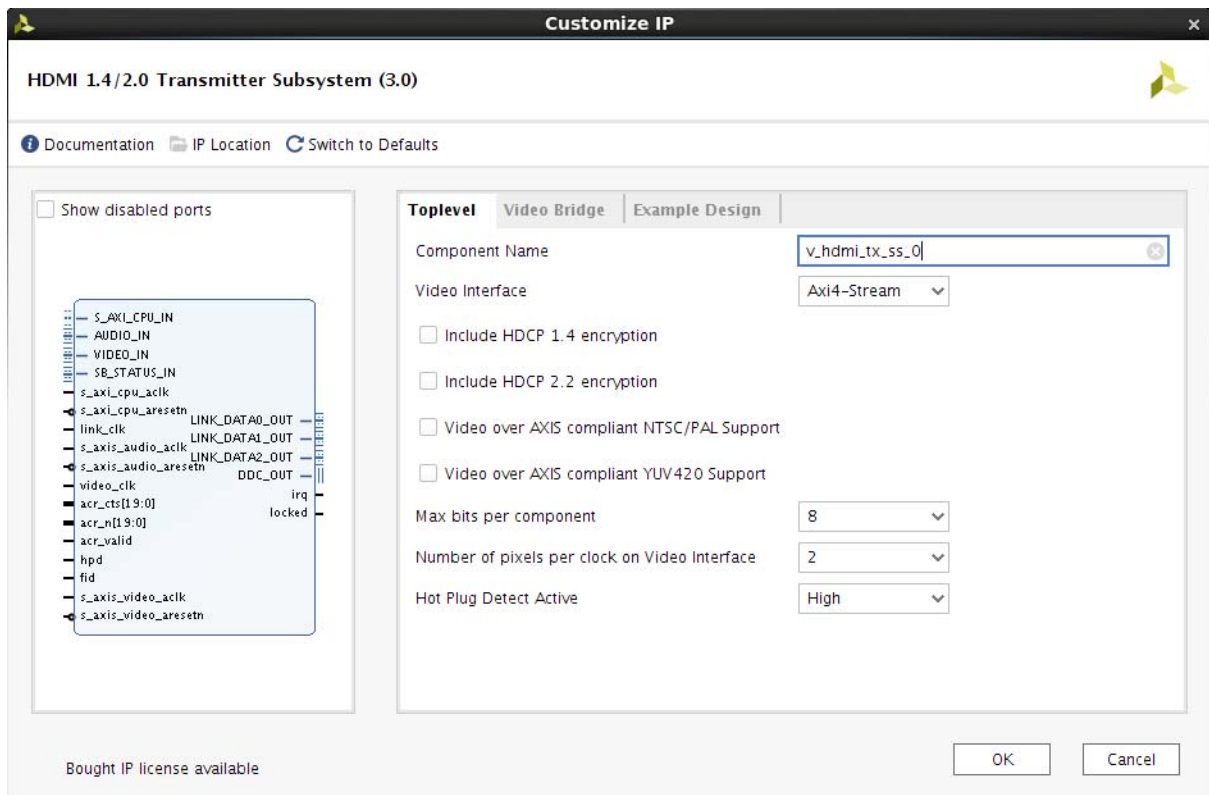 Customize IP
HDMI 1.4/2.0 Transmitter Subsystem (3.0)
Documentation IP Location Switch to Defaults
Show disabled ports
S_AXI_CPU_IN
AUDIO_IN
VIDEO_IN
SB_STATUS_IN
s_axi_cpu_aclk
s_axi_cpu_aresetn
link_clk
s_axis_audio_aclk
s_axis_audio_aresetn
video_clk
acr_cts[19:0]
acr_n[19:0]
acr_valid
hpd
fid
s_axis_video_aclk
s_axis_video_aresetn
LINK_DATA0_OUT
LINK_DATA1_OUT
LINK_DATA2_OUT
DDC_OUT
irq
locked
Toplevel Video Bridge Example Design
Component Name v_hdmi_tx_ss_0
Video Interface Axi4-Stream
Include HDCP 1.4 encryption
Include HDCP 2.2 encryption
Video over AXIS compliant NTSC/PAL Support
Video over AXIS compliant YUV420 Support
Max bits per component 8
Number of pixels per clock on Video Interface 2
Hot Plug Detect Active High
Bought IP license available
OK Cancel